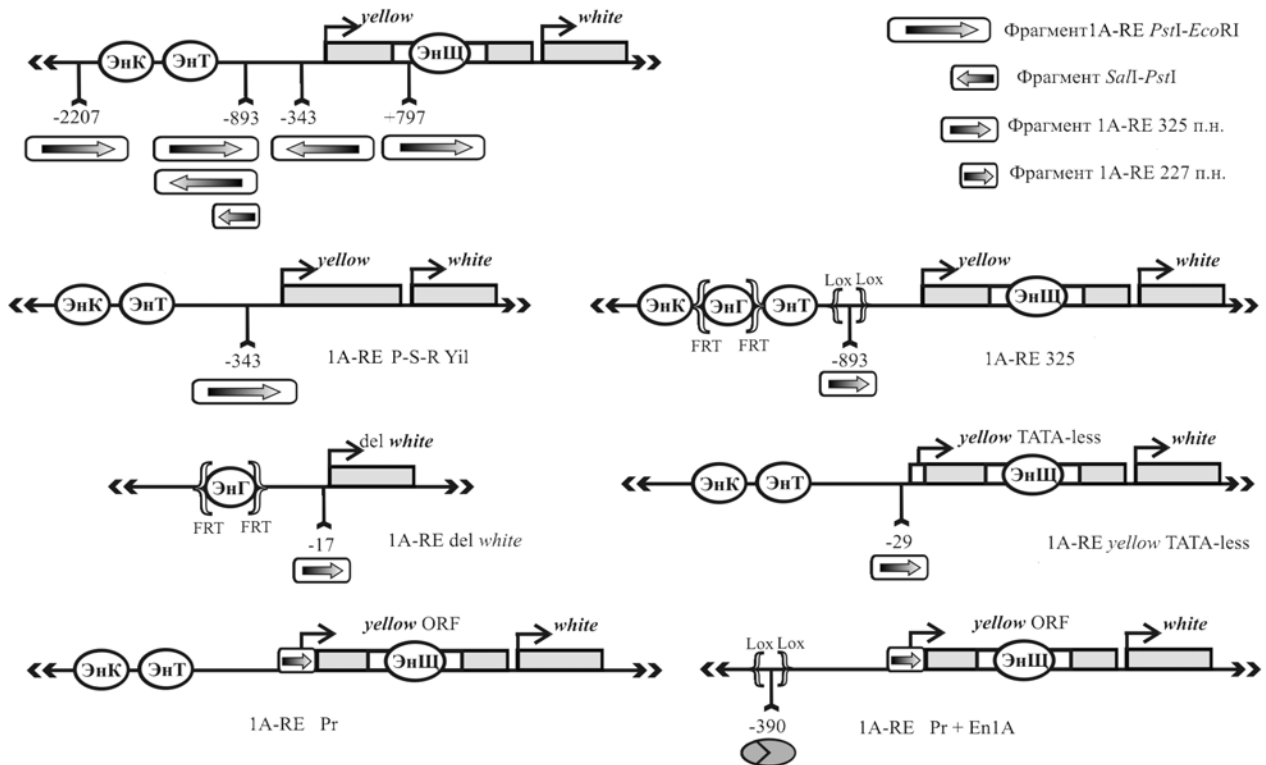 yellow white
ЭнК ЭнТ ЭнЩ
-2207 -893 -343 +797
Фрагмент1A-RE PstI-EcoRI
Фрагмент SalI-PstI
Фрагмент 1A-RE 325 п.н.
Фрагмент 1A-RE 227 п.н.
yellow white
ЭнК ЭнТ
-343
1A-RE P-S-R Yil
Lox Lox yellow white
ЭнК ЭнГ ЭнТ ЭнЩ
FRT FRT
-893
1A-RE 325
del white
ЭнГ
FRT FRT
-17
1A-RE del white
yellow TATA-less white
ЭнК ЭнТ ЭнЩ
-29
1A-RE yellow TATA-less
yellow ORF white
ЭнК ЭнТ ЭнЩ
1A-RE Pr
Lox Lox yellow ORF white
ЭнЩ
-390
1A-RE Pr + En1A